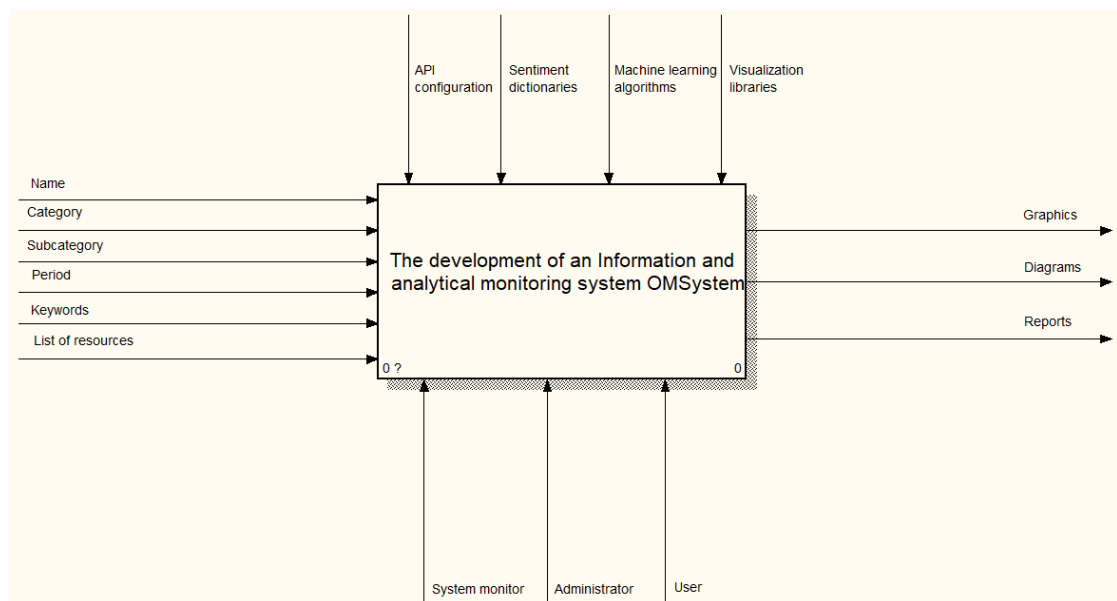 API
configuration
Sentiment
dictionaries
Machine learning
algorithms
Visualization
libraries
Name
Category
Subcategory
Period
Keywords
List of resources
The development of an Information and
analytical monitoring system OMSystem
0 ?
0
Graphics
Diagrams
Reports
System monitor
Administrator
User